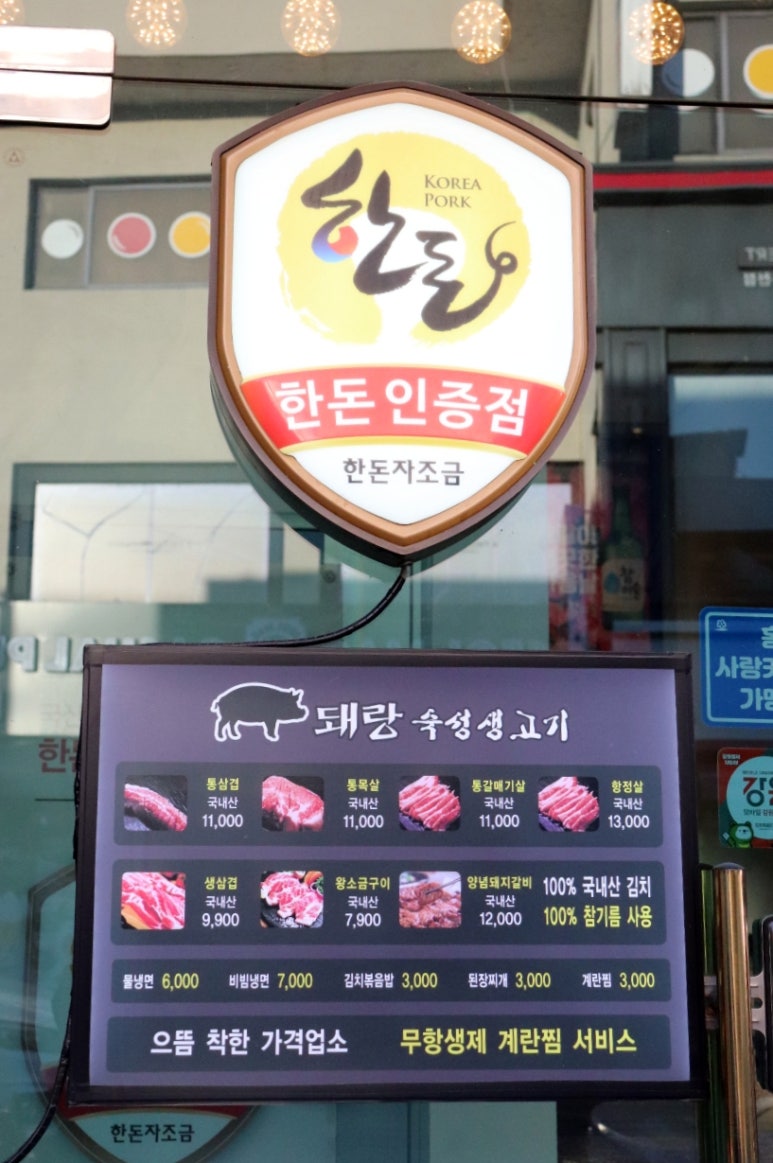 한돈
KOREA
PORK
한돈인증점
한돈자조금
돼랑 숙성생고기
통삼겹
국내산
11,000
통목살
국내산
11,000
통갈매기살
국내산
11,000
항정살
국내산
13,000
생삼겹
국내산
9,900
왕소금구이
국내산
7,900
양념돼지갈비
국내산
12,000
100% 국내산 김치
100% 참기름 사용
물냉면 6,000 비빔냉면 7,000 김치볶음밥 3,000 된장찌개 3,000 계란찜 3,000
으뜸 착한 가격업소 무항생제 계란찜 서비스
한돈자조금